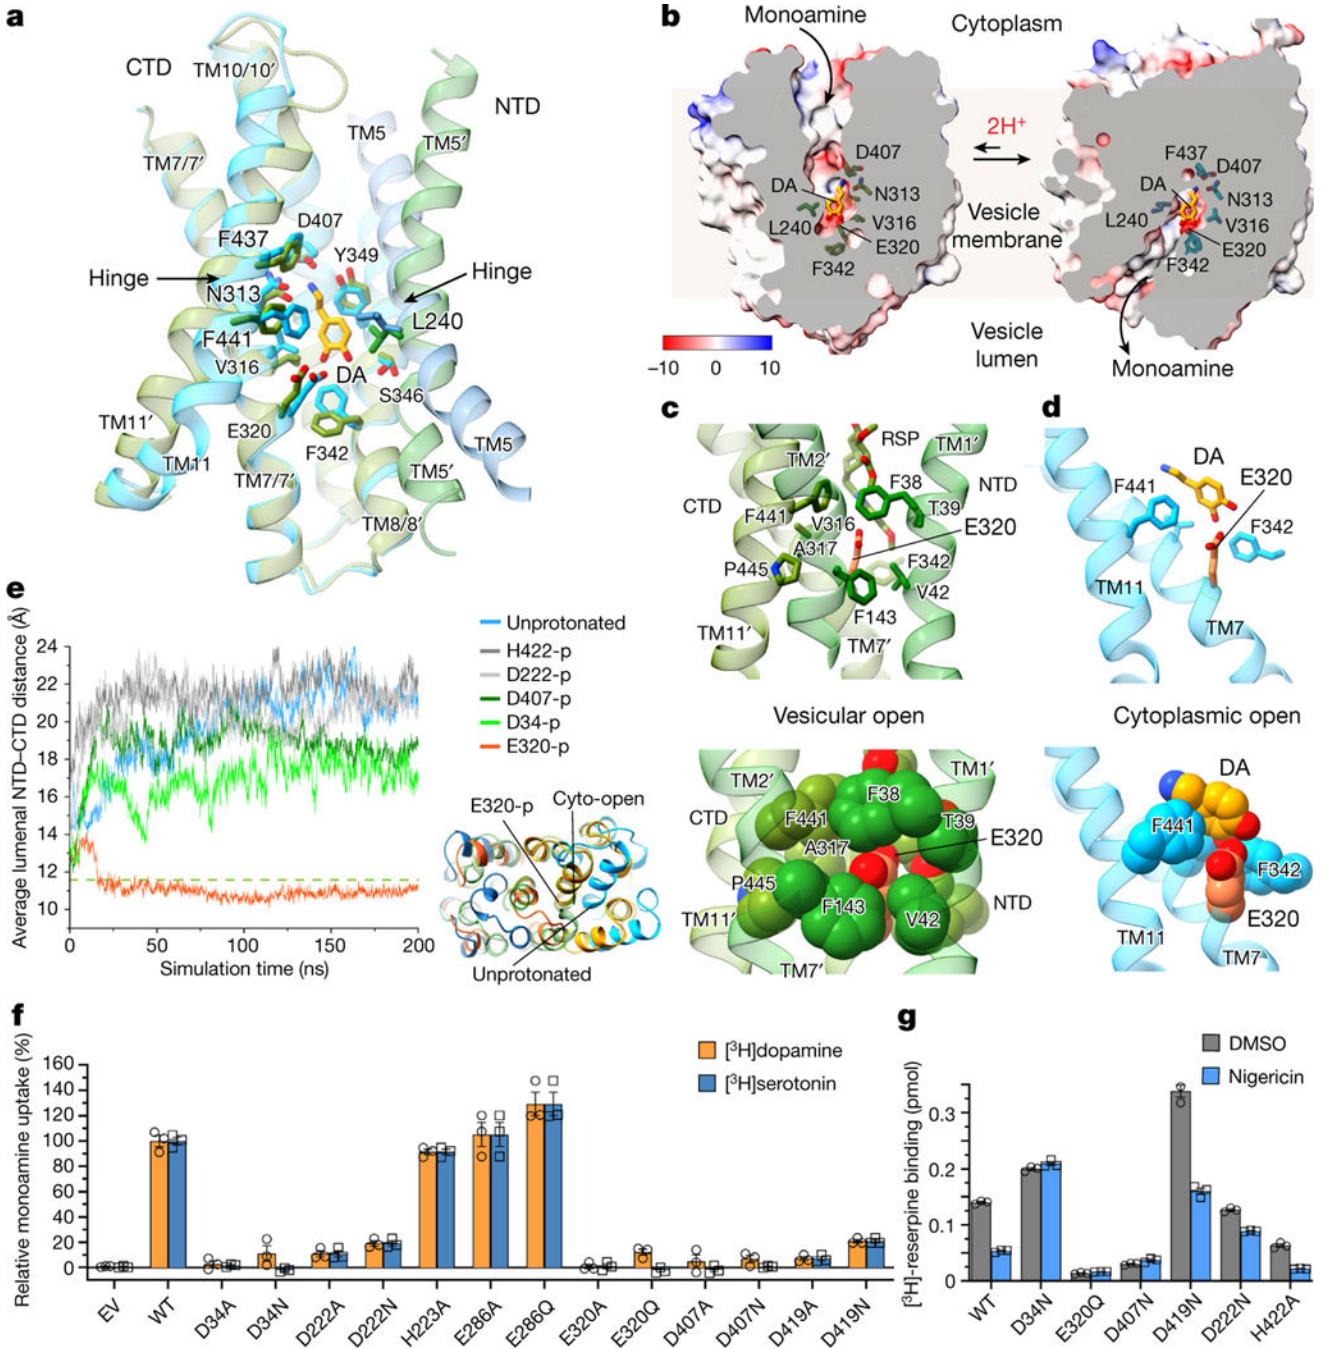 a
CTD
TM10/10′
NTD
TM5
TM5′
TM7/7′
D407
F437
Y349
Hinge
Hinge
N313
L240
F441
V316
DA
S346
TM11′
E320
TM11
F342
TM5
TM7/7′
TM5′
TM8/8′
b
Monoamine
Cytoplasm
2H⁺
D407
F437
D407
DA
N313
DA
N313
Vesicle
membrane
L240
V316
L240
V316
E320
E320
F342
F342
Vesicle
lumen
−10 0 10
Monoamine
c
RSP
TM1′
TM2′
F38
NTD
CTD
F441
T39
V316
E320
A317
P445
F342
V42
F143
TM11′
TM7′
Vesicular open
TM2′
TM1′
F38
CTD
F441
T39
E320
A317
P445
F143
V42
NTD
TM11′
TM7′
d
DA
E320
F441
F342
TM11
TM7
Cytoplasmic open
DA
F441
F342
E320
TM11
TM7
e
Average lumenal NTD–CTD distance (Å)
24
22
20
18
16
14
12
10
0 50 100 150 200
Simulation time (ns)
Unprotonated
H422-p
D222-p
D407-p
D34-p
E320-p
Cyto-open
E320-p
Unprotonated
f
Relative monoamine uptake (%)
160
140
120
100
80
60
40
20
0
[³H]dopamine
[³H]serotonin
EV WT D34A D34N D222A D222N H223A E286A E286Q E320A E320Q D407A D407N D419A D419N
g
[³H]-reserpine binding (pmol)
DMSO
Nigericin
0.3
0.2
0.1
0
WT D34N E320Q D407N D419N D222N H422A